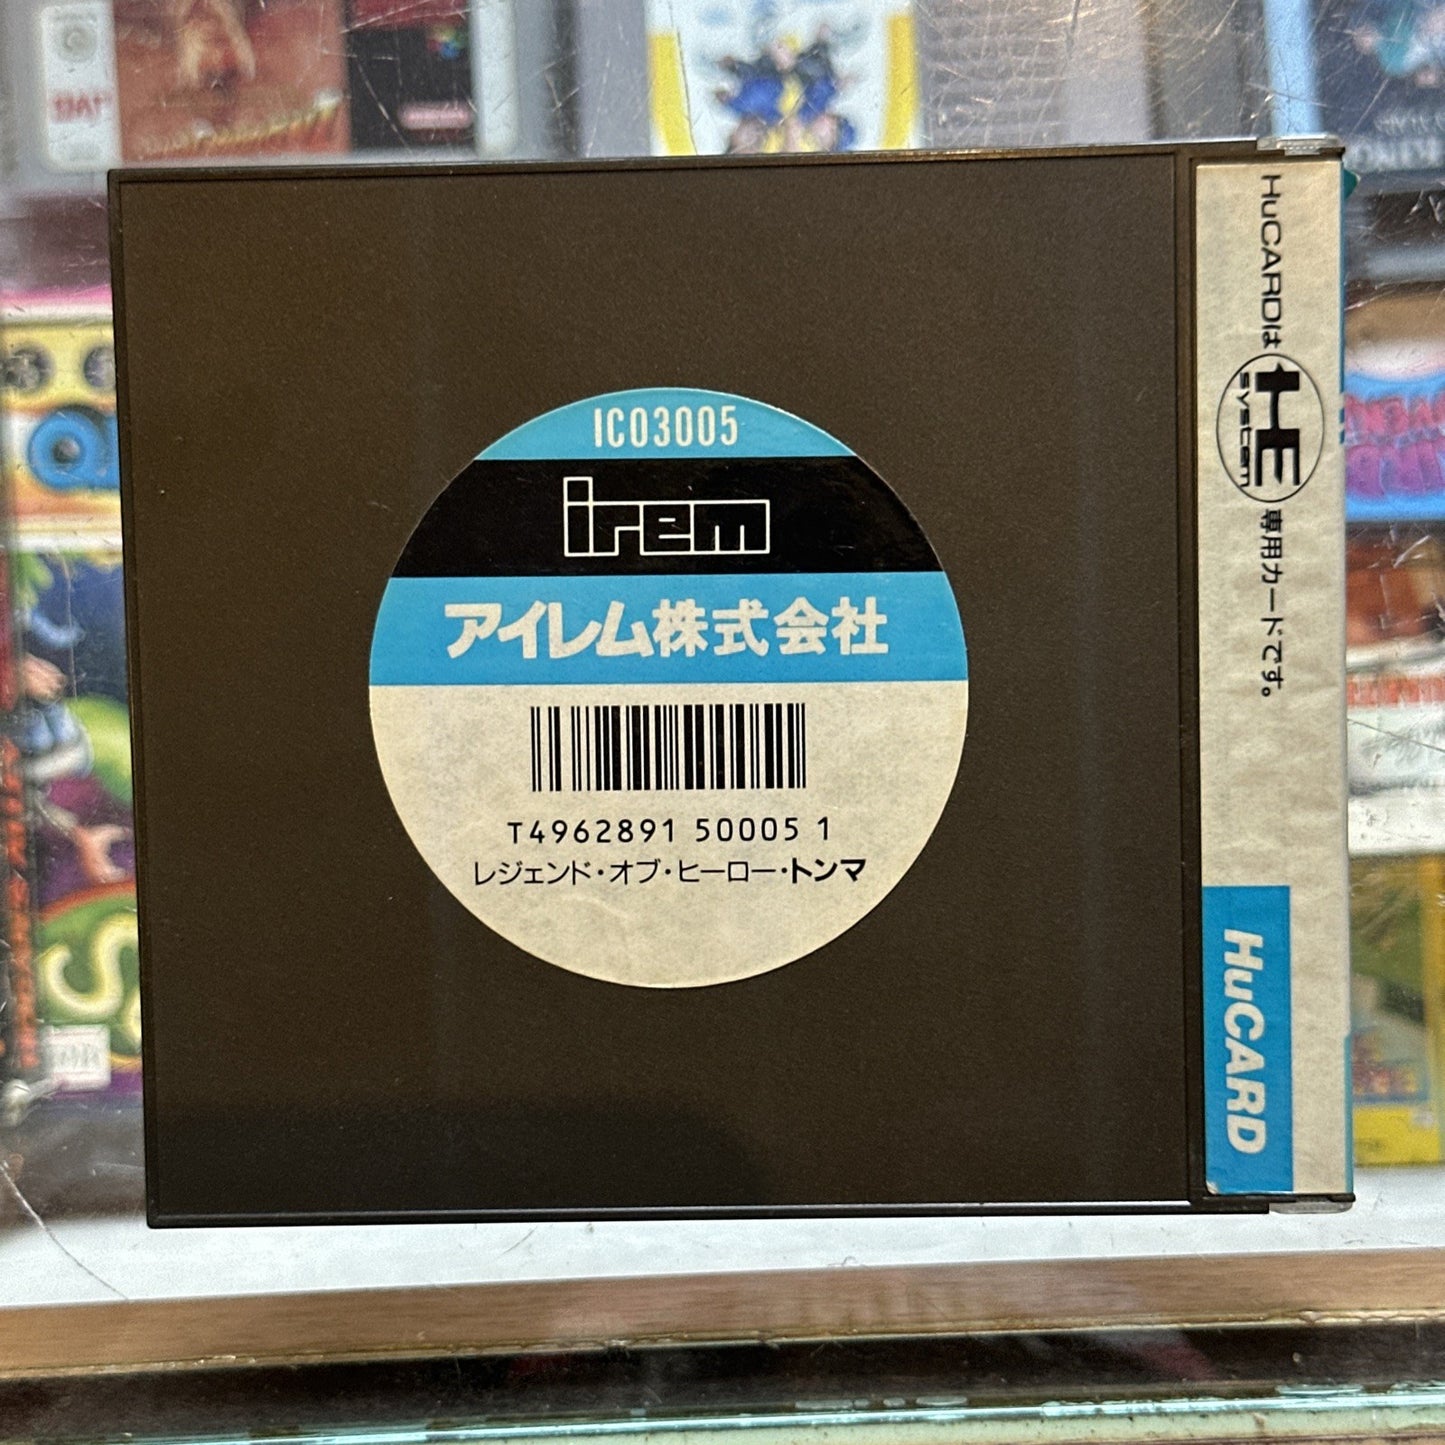 IC03005
irem
アイレム株式会社
T4962891 50005 1
レジェンド・オブ・ヒーロー・トンマ
HuCARDは HE system 専用カードです。
HuCARD